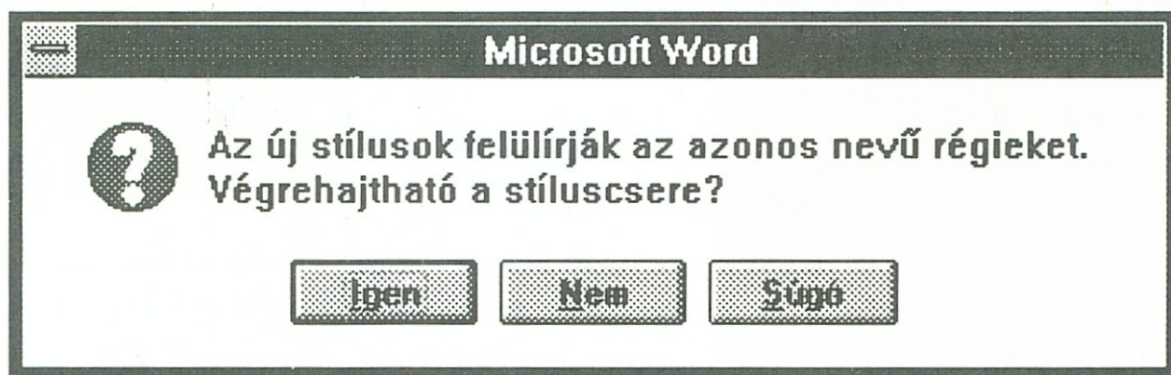 Microsoft Word
Az új stílusok felülírják az azonos nevű régieket.
Végrehajtható a stíluscsere?
Igen Nem Súgó